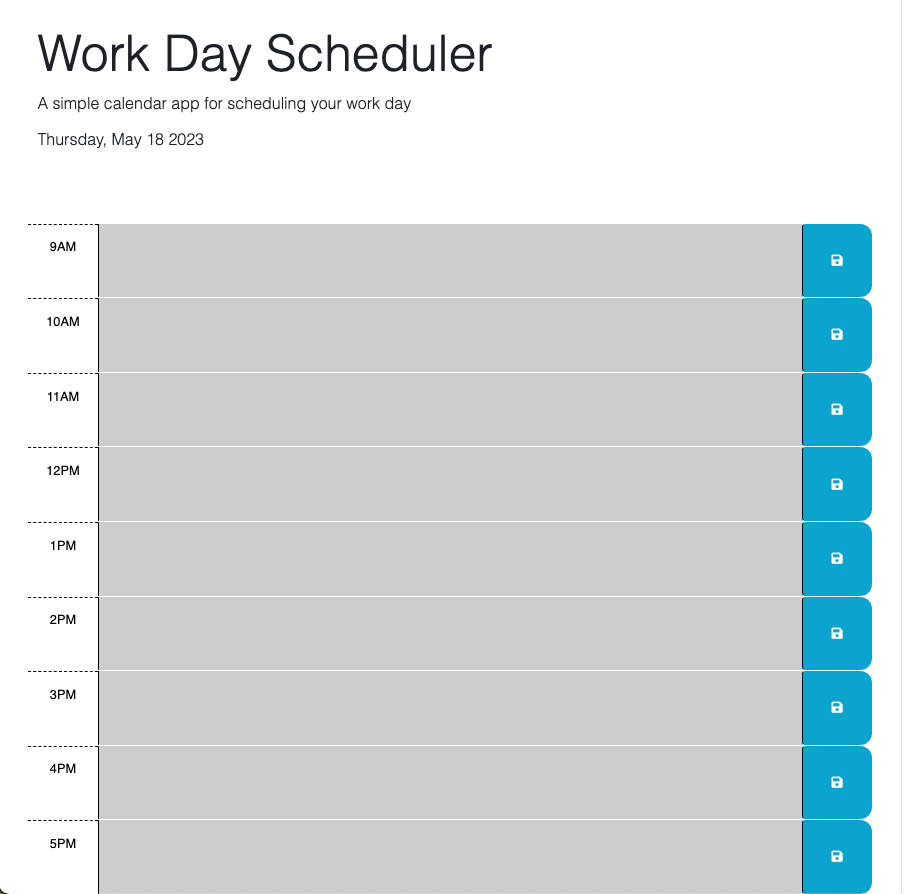 Work Day Scheduler
A simple calendar app for scheduling your work day
Thursday, May 18 2023
9AM
10AM
11AM
12PM
1PM
2PM
3PM
4PM
5PM